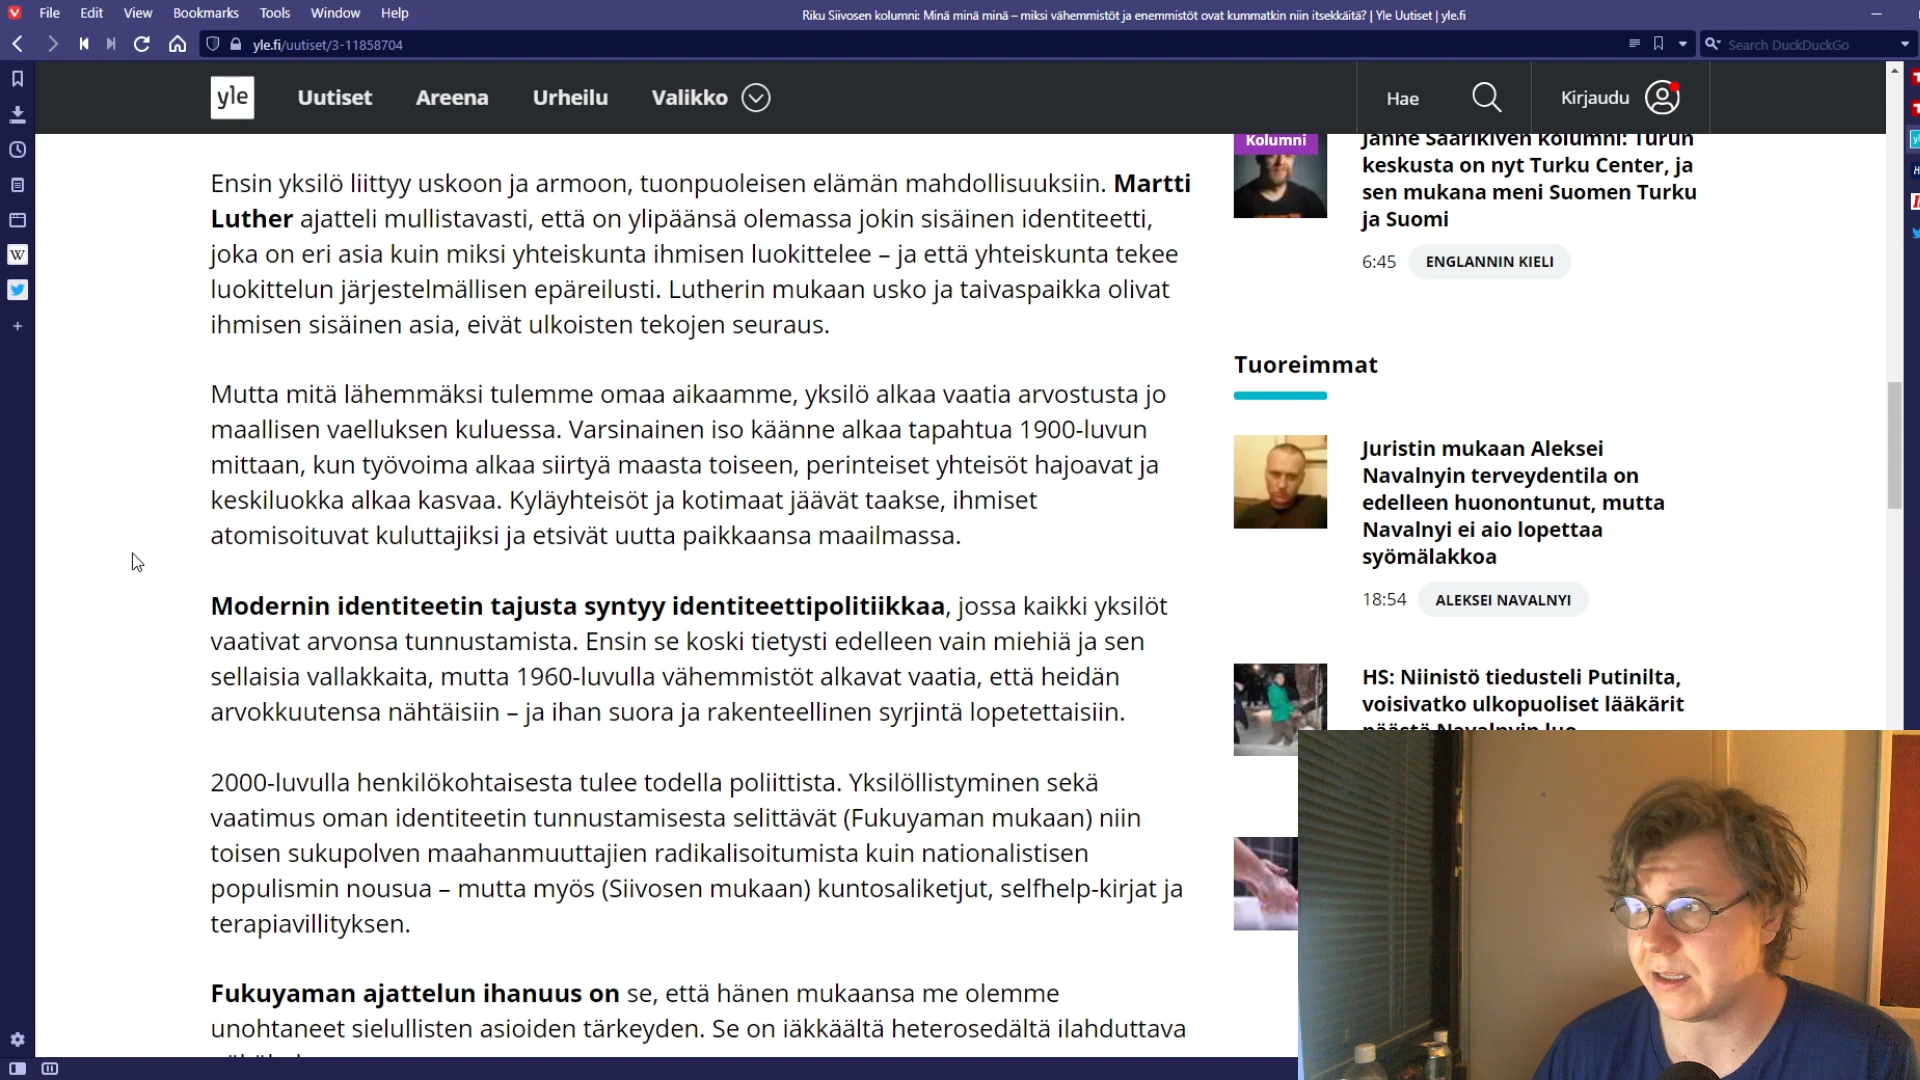 File Edit View Bookmarks Tools Window Help
Riku Siivosen kolumni: Minä minä minä – miksi vähemmistöt ja enemmistöt ovat kummatkin niin itsekkäitä? | Yle Uutiset | yle.fi
yle.fi/uutiset/3-11858704
Search DuckDuckGo
yle
Uutiset
Areena
Urheilu
Valikko
Hae
Kirjaudu
W
Ensin yksilö liittyy uskoon ja armoon, tuonpuoleisen elämän mahdollisuuksiin. Martti
Luther ajatteli mullistavasti, että on ylipäänsä olemassa jokin sisäinen identiteetti,
joka on eri asia kuin miksi yhteiskunta ihmisen luokittelee – ja että yhteiskunta tekee
luokittelun järjestelmällisen epäreilusti. Lutherin mukaan usko ja taivaspaikka olivat
ihmisen sisäinen asia, eivät ulkoisten tekojen seuraus.
Mutta mitä lähemmäksi tulemme omaa aikaamme, yksilö alkaa vaatia arvostusta jo
maallisen vaelluksen kuluessa. Varsinainen iso käänne alkaa tapahtua 1900-luvun
mittaan, kun työvoima alkaa siirtyä maasta toiseen, perinteiset yhteisöt hajoavat ja
keskiluokka alkaa kasvaa. Kyläyhteisöt ja kotimaat jäävät taakse, ihmiset
atomisoituvat kuluttajiksi ja etsivät uutta paikkaansa maailmassa.
Modernin identiteetin tajusta syntyy identiteettipolitiikkaa, jossa kaikki yksilöt
vaativat arvonsa tunnustamista. Ensin se koski tietysti edelleen vain miehiä ja sen
sellaisia vallakkaita, mutta 1960-luvulla vähemmistöt alkavat vaatia, että heidän
arvokkuutensa nähtäisiin – ja ihan suora ja rakenteellinen syrjintä lopetettaisiin.
2000-luvulla henkilökohtaisesta tulee todella poliittista. Yksilöllistyminen sekä
vaatimus oman identiteetin tunnustamisesta selittävät (Fukuyaman mukaan) niin
toisen sukupolven maahanmuuttajien radikalisoitumista kuin nationalistisen
populismin nousua – mutta myös (Siivosen mukaan) kuntosaliketjut, selfhelp-kirjat ja
terapiavillityksen.
Fukuyaman ajattelun ihanuus on se, että hänen mukaansa me olemme
unohtaneet sielullisten asioiden tärkeyden. Se on iäkkäältä heterosedältä ilahduttava
Kolumni
Janne Saarikiven kolumni: Turun
keskusta on nyt Turku Center, ja
sen mukana meni Suomen Turku
ja Suomi
6:45 ENGLANNIN KIELI
Tuoreimmat
Juristin mukaan Aleksei
Navalnyin terveydentila on
edelleen huonontunut, mutta
Navalnyi ei aio lopettaa
syömälakkoa
18:54 ALEKSEI NAVALNYI
HS: Niinistö tiedusteli Putinilta,
voisivatko ulkopuoliset lääkärit
päästä Navalnyin luo